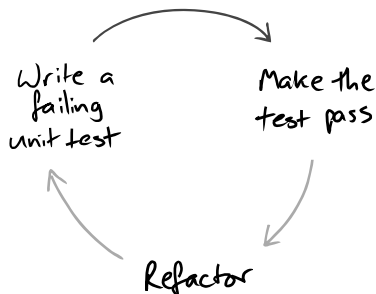 Write a
failing
unit test
Make the
test pass
Refactor